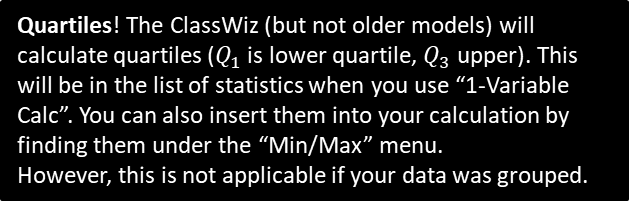 Quartiles! The ClassWiz (but not older models) will
calculate quartiles (Q₁ is lower quartile, Q₃ upper). This
will be in the list of statistics when you use “1-Variable
Calc”. You can also insert them into your calculation by
finding them under the “Min/Max” menu.
However, this is not applicable if your data was grouped.